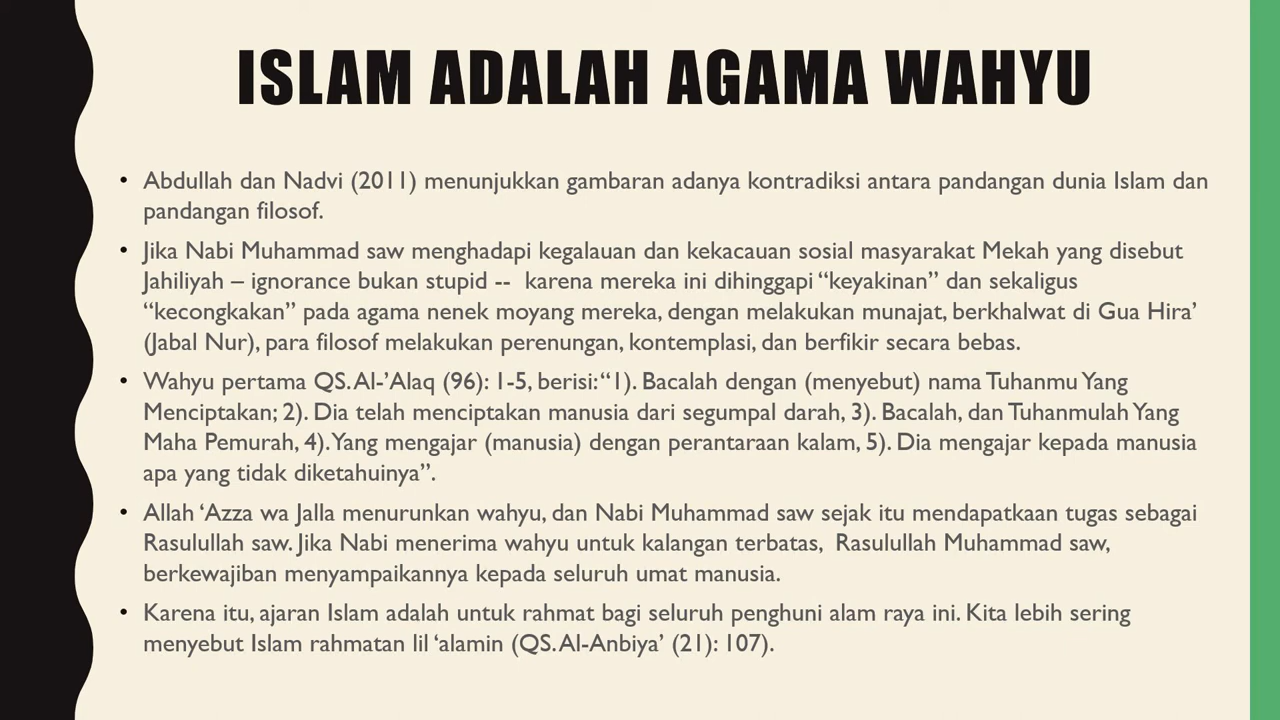 ISLAM ADALAH AGAMA WAHYU
• Abdullah dan Nadvi (2011) menunjukkan gambaran adanya kontradiksi antara pandangan dunia Islam dan
pandangan filosof.
• Jika Nabi Muhammad saw menghadapi kegalauan dan kekacauan sosial masyarakat Mekah yang disebut
Jahiliyah – ignorance bukan stupid -- karena mereka ini dihinggapi “keyakinan” dan sekaligus
“kecongkakan” pada agama nenek moyang mereka, dengan melakukan munajat, berkhalwat di Gua Hira’
(Jabal Nur), para filosof melakukan perenungan, kontemplasi, dan berfikir secara bebas.
• Wahyu pertama QS. Al-’Alaq (96): 1-5, berisi: “1). Bacalah dengan (menyebut) nama Tuhanmu Yang
Menciptakan; 2). Dia telah menciptakan manusia dari segumpal darah, 3). Bacalah, dan Tuhanmulah Yang
Maha Pemurah, 4). Yang mengajar (manusia) dengan perantaraan kalam, 5). Dia mengajar kepada manusia
apa yang tidak diketahuinya”.
• Allah ‘Azza wa Jalla menurunkan wahyu, dan Nabi Muhammad saw sejak itu mendapatkaan tugas sebagai
Rasulullah saw. Jika Nabi menerima wahyu untuk kalangan terbatas, Rasulullah Muhammad saw,
berkewajiban menyampaikannya kepada seluruh umat manusia.
• Karena itu, ajaran Islam adalah untuk rahmat bagi seluruh penghuni alam raya ini. Kita lebih sering
menyebut Islam rahmatan lil ‘alamin (QS. Al-Anbiya’ (21): 107).